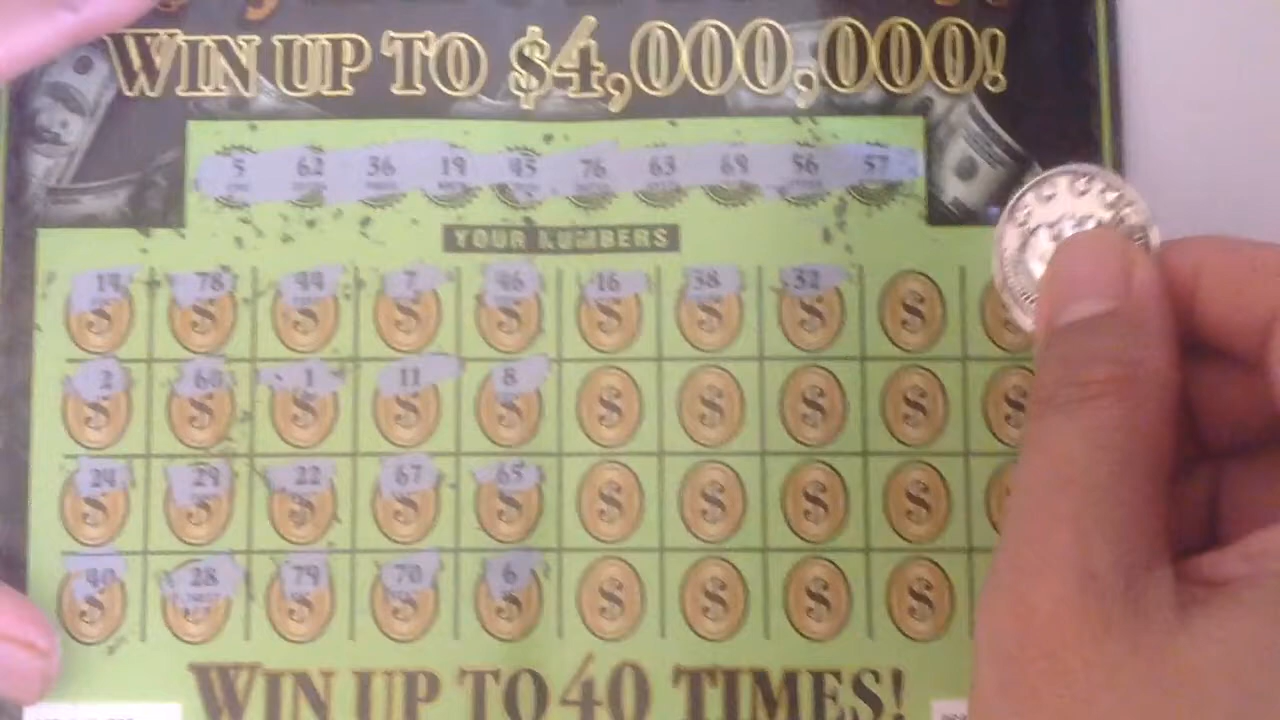 WIN UP TO $4,000,000!
5 62 36 19 45 76 63 69 56 57
YOUR NUMBERS
78 44 7 46 16 38 32
2 60 1 11 8
24 29 22 67 65
40 28 79 70 6
WIN UP TO 40 TIMES!